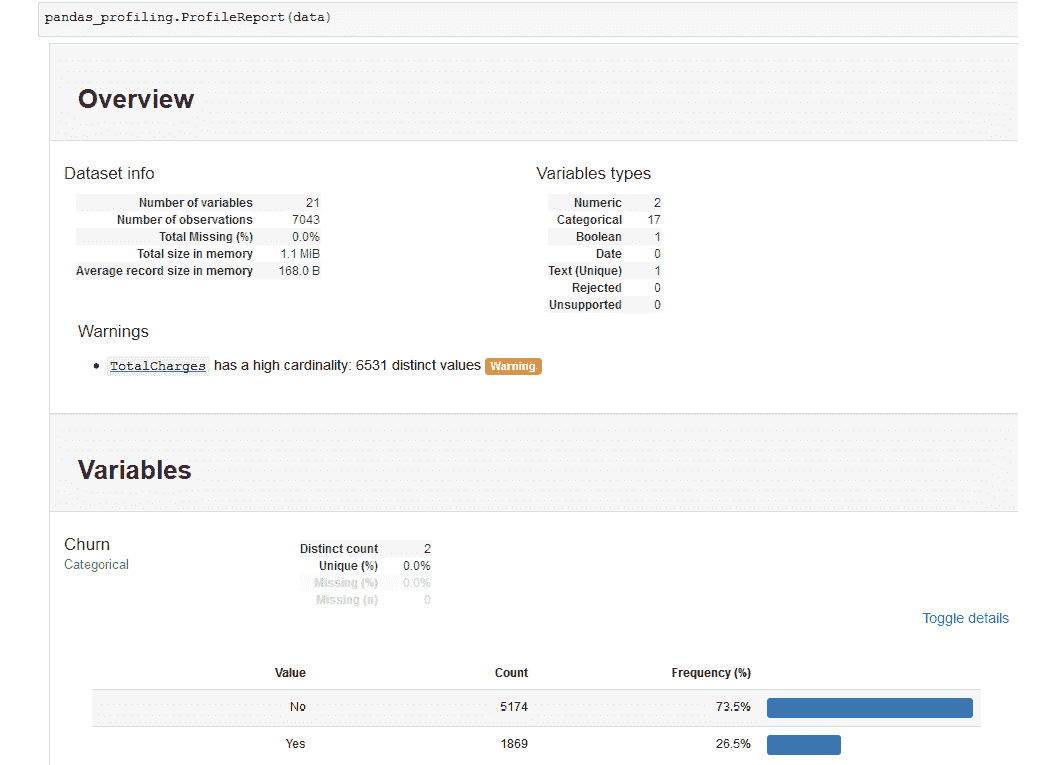 pandas_profiling.ProfileReport(data)
Overview
Dataset info
Number of variables 21
Number of observations 7043
Total Missing (%) 0.0%
Total size in memory 1.1 MiB
Average record size in memory 168.0 B
Variables types
Numeric 2
Categorical 17
Boolean 1
Date 0
Text (Unique) 1
Rejected 0
Unsupported 0
Warnings
• TotalCharges has a high cardinality: 6531 distinct values Warning
Variables
Churn
Categorical
Distinct count 2
Unique (%) 0.0%
Missing (%) 0.0%
Missing (n) 0
Toggle details
Value Count Frequency (%)
No 5174 73.5%
Yes 1869 26.5%